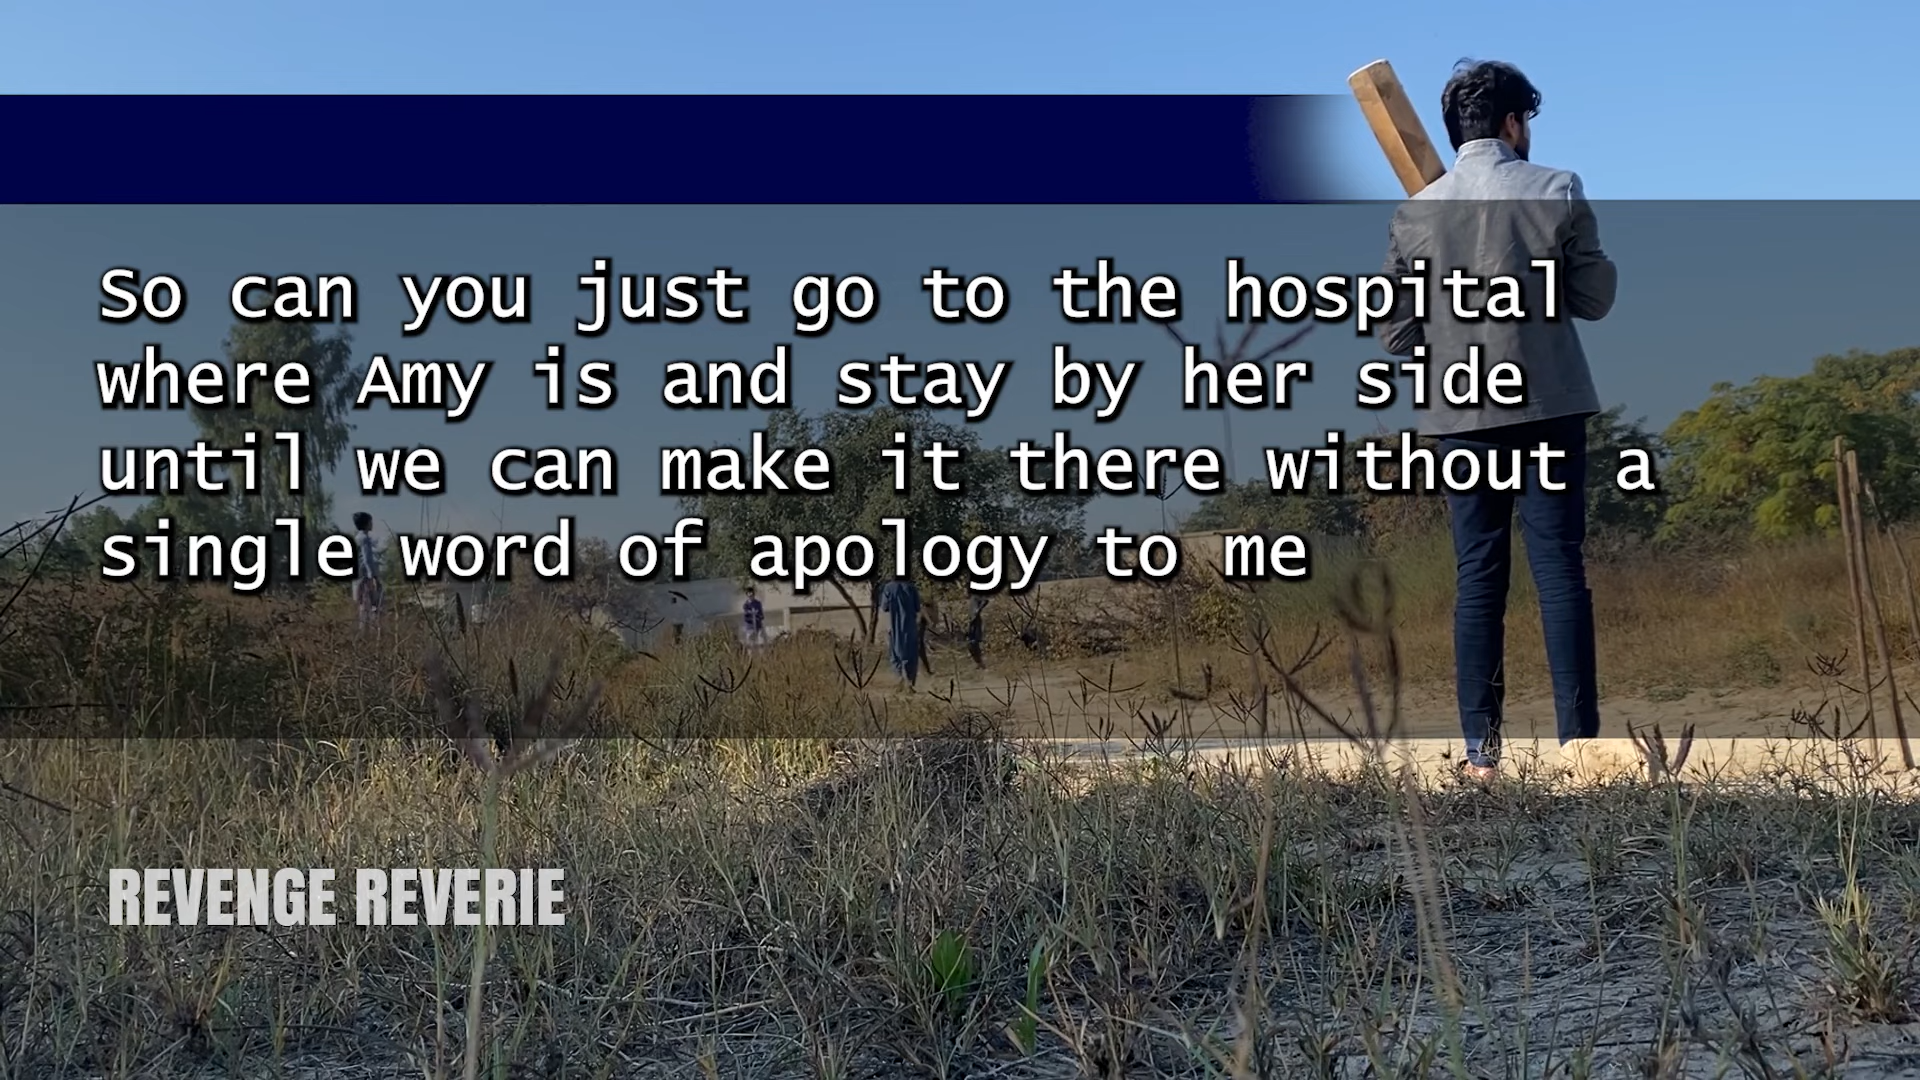 So can you just go to the hospital
where Amy is and stay by her side
until we can make it there without a
single word of apology to me
REVENGE REVERIE